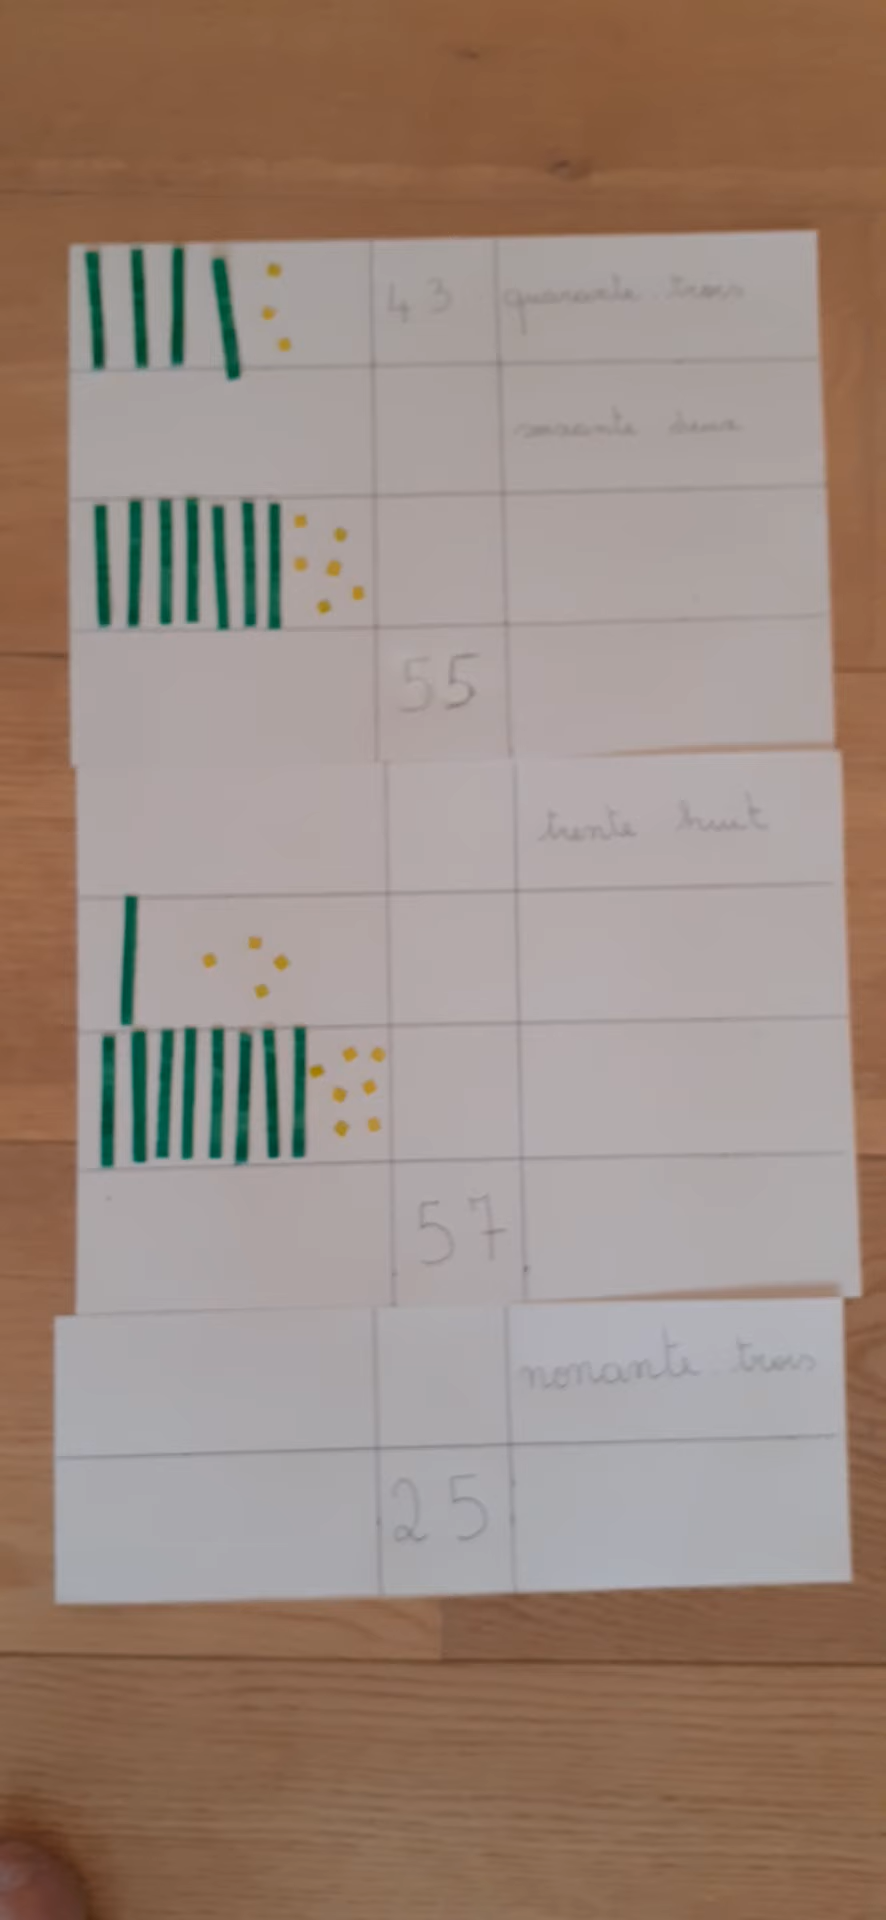 43 quarante trois
soixante deux
55
trente huit
57
nonante trois
25